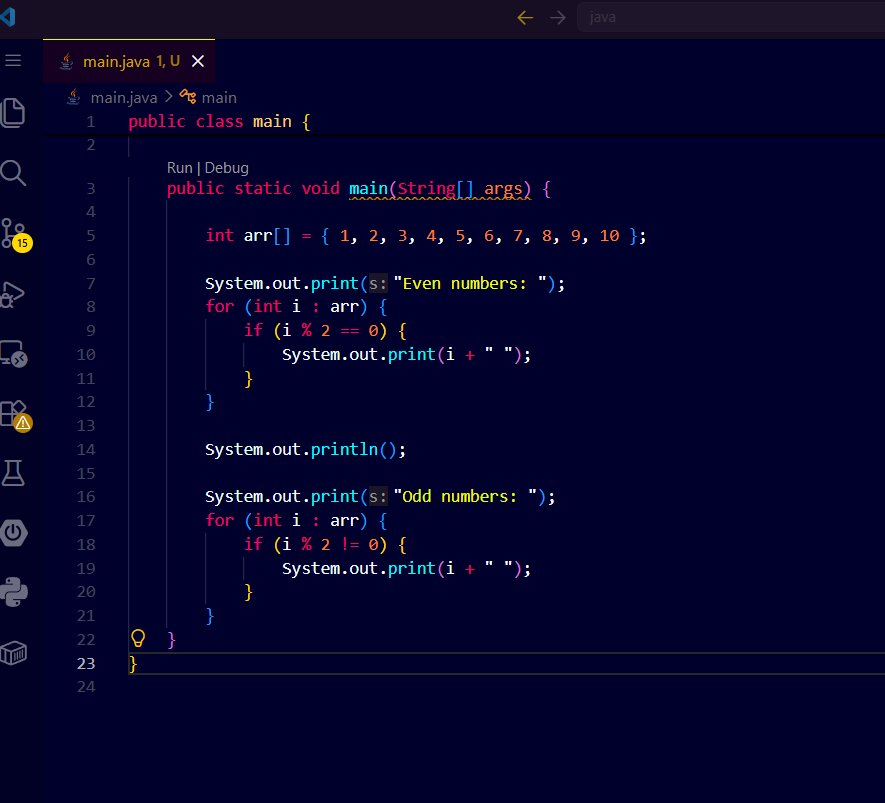 java
main.java 1, U
main.java > main
1 public class main {
2
Run | Debug
3 public static void main(String[] args) {
4
5 int arr[] = { 1, 2, 3, 4, 5, 6, 7, 8, 9, 10 };
6
7 System.out.print(s: "Even numbers: ");
8 for (int i : arr) {
9 if (i % 2 == 0) {
10 System.out.print(i + " ");
11 }
12 }
13
14 System.out.println();
15
16 System.out.print(s: "Odd numbers: ");
17 for (int i : arr) {
18 if (i % 2 != 0) {
19 System.out.print(i + " ");
20 }
21 }
22 }
23 }
24
15